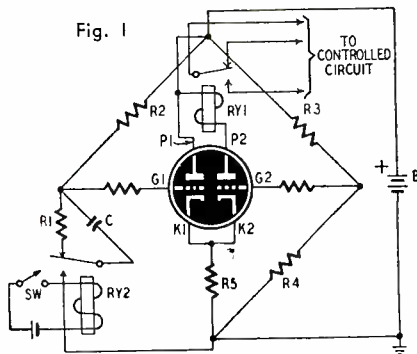 Fig. 1
TO
CONTROLLED
CIRCUIT
R2
RY1
R3
P1
P2
B
+
G1
G2
R1
C
K1
K2
R5
R4
SW
RY2